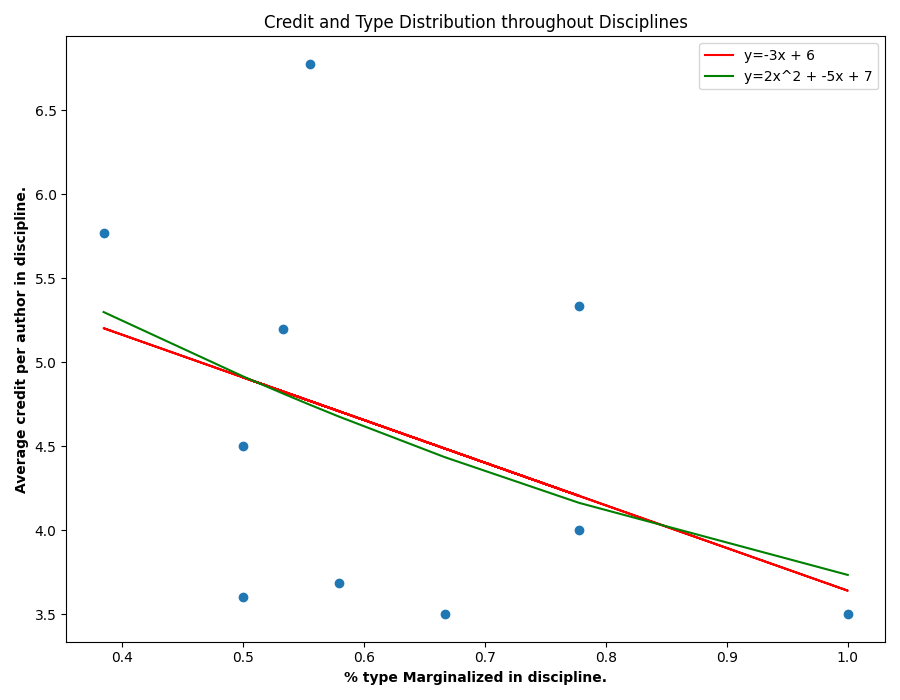 Credit and Type Distribution throughout Disciplines
y=-3x + 6
y=2x^2 + -5x + 7
Average credit per author in discipline.
6.5
6.0
5.5
5.0
4.5
4.0
3.5
0.4 0.5 0.6 0.7 0.8 0.9 1.0
% type Marginalized in discipline.